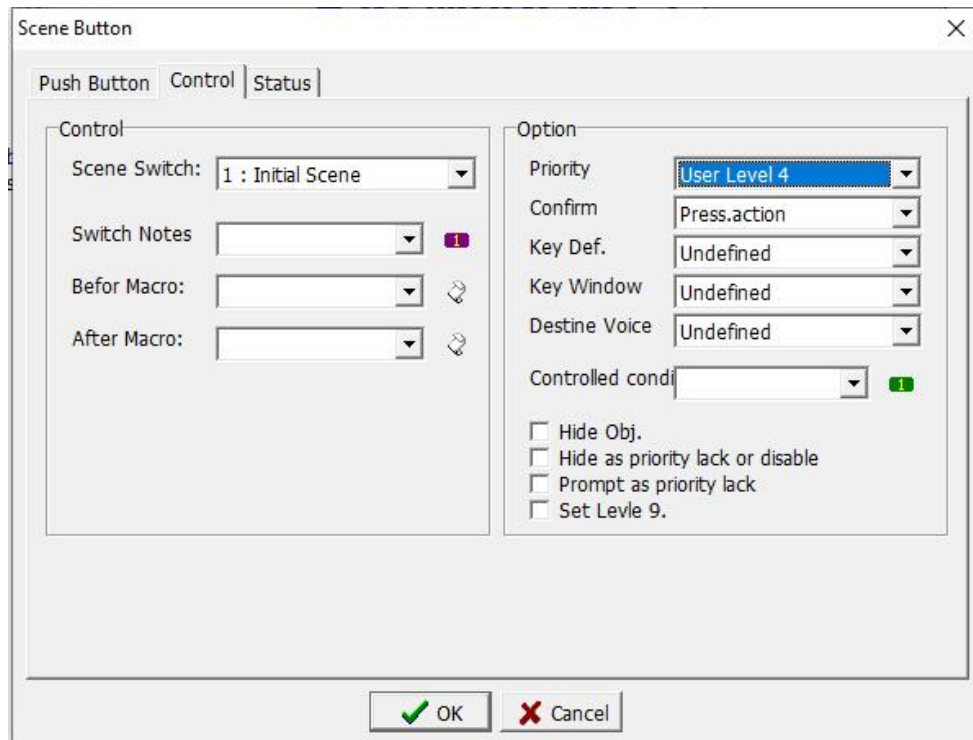 Scene Button
Push Button Control Status
Control
Scene Switch: 1 : Initial Scene
Switch Notes 1
Befor Macro:
After Macro:
Option
Priority User Level 4
Confirm Press.action
Key Def. Undefined
Key Window Undefined
Destine Voice Undefined
Controlled condi 1
Hide Obj.
Hide as priority lack or disable
Prompt as priority lack
Set Levle 9.
OK Cancel